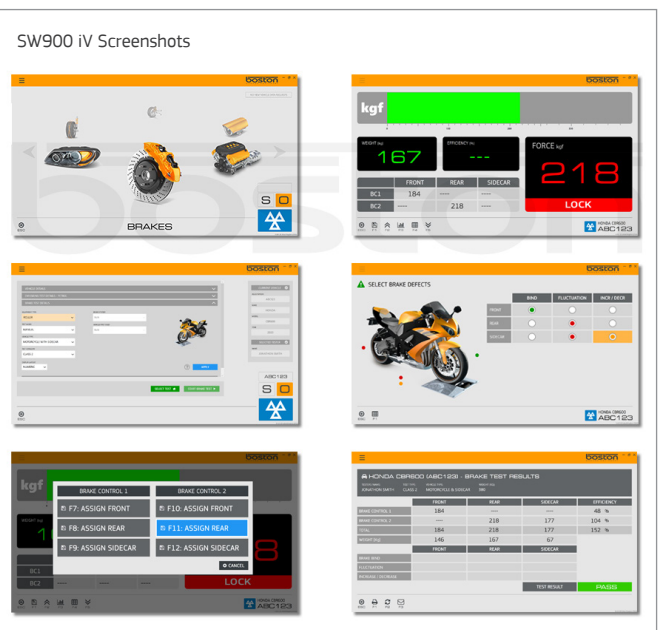 SW900 iV Screenshots
boston
BRAKES
S
boston
kgf
WEIGHT kg
167
EFFICIENCY %
---
FORCE kgf
218
LOCK
FRONT REAR SIDECAR
BC1 184 --- ---
BC2 --- 218 ---
HONDA CBR600
ABC123
boston
APPLY
ABC123
S
boston
SELECT BRAKE DEFECTS
BIND FLUCTUATION INCR / DECR
FRONT
REAR
SIDECAR
HONDA CBR600
ABC123
boston
kgf
BRAKE CONTROL 1 BRAKE CONTROL 2
F7: ASSIGN FRONT F10: ASSIGN FRONT
F8: ASSIGN REAR F11: ASSIGN REAR
F9: ASSIGN SIDECAR F12: ASSIGN SIDECAR
CANCEL
BC1
BC2
LOCK
HONDA CBR600
ABC123
boston
HONDA CBR600 (ABC123) - BRAKE TEST RESULTS
JONATHON SMITH CLASS 2 MOTORCYCLE & SIDECAR
FRONT REAR SIDECAR EFFICIENCY
BRAKE CONTROL 1 184 --- --- 48 %
BRAKE CONTROL 2 --- 218 177 104 %
TOTAL 184 218 177 152 %
WEIGHT (kg) 146 167 67
FRONT REAR SIDECAR
BRAKE BIND
FLUCTUATION
INCREASE / DECREASE
TEST RESULT PASS
boston